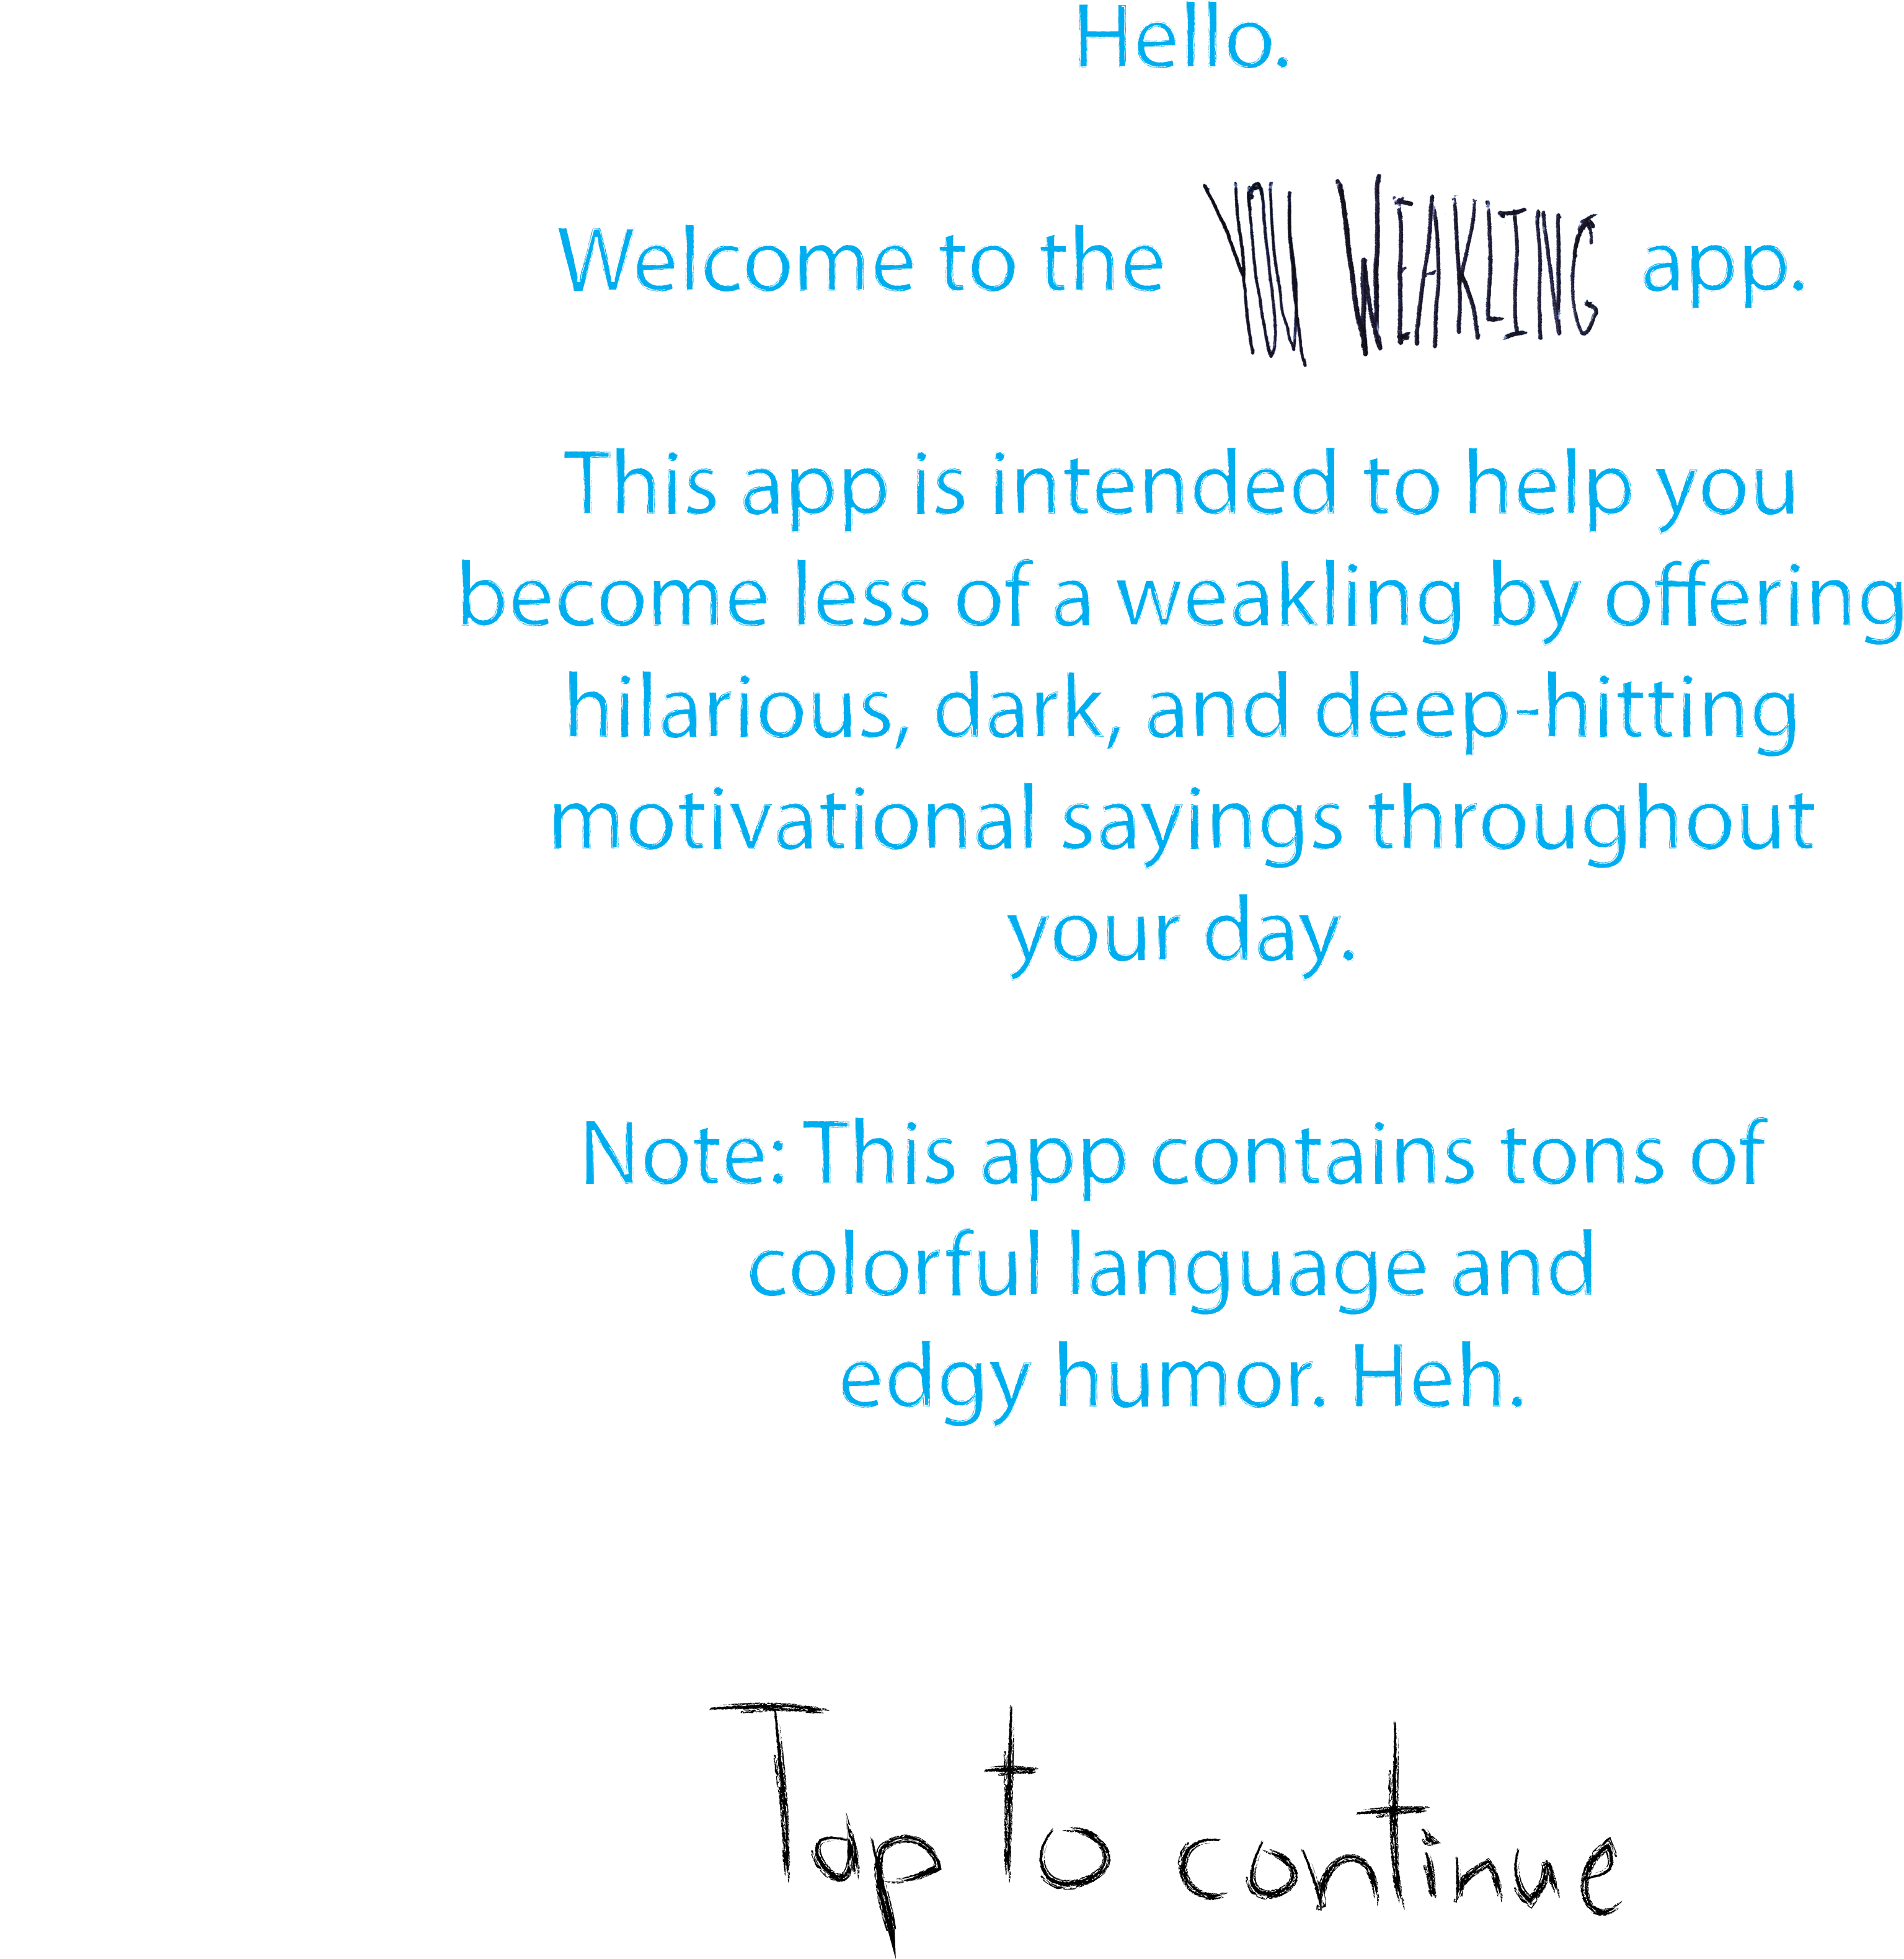 Hello.
Welcome to the YOU WEAKLING app.
This app is intended to help you
become less of a weakling by offering
hilarious, dark, and deep-hitting
motivational sayings throughout
your day.
Note: This app contains tons of
colorful language and
edgy humor. Heh.
Tap to continue